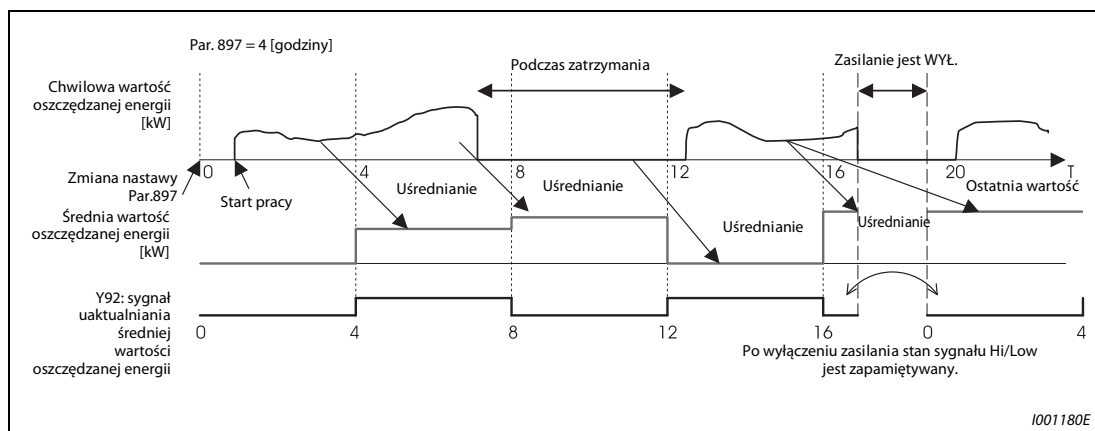 Par. 897 = 4 [godziny]
Podczas zatrzymania
Zasilanie jest WYŁ.
Chwilowa wartość
oszczędzanej energii
[kW]
0
4
8
12
16
20
T
Zmiana nastawy
Par.897
Start pracy
Uśrednianie
Uśrednianie
Uśrednianie
Uśrednianie
Ostatnia wartość
Średnia wartość
oszczędzanej energii
[kW]
Y92: sygnał
uaktualniania
średniej
wartości
oszczędzanej energii
0
4
8
12
16
0
4
Po wyłączeniu zasilania stan sygnału Hi/Low
jest zapamiętywany.
I001180E